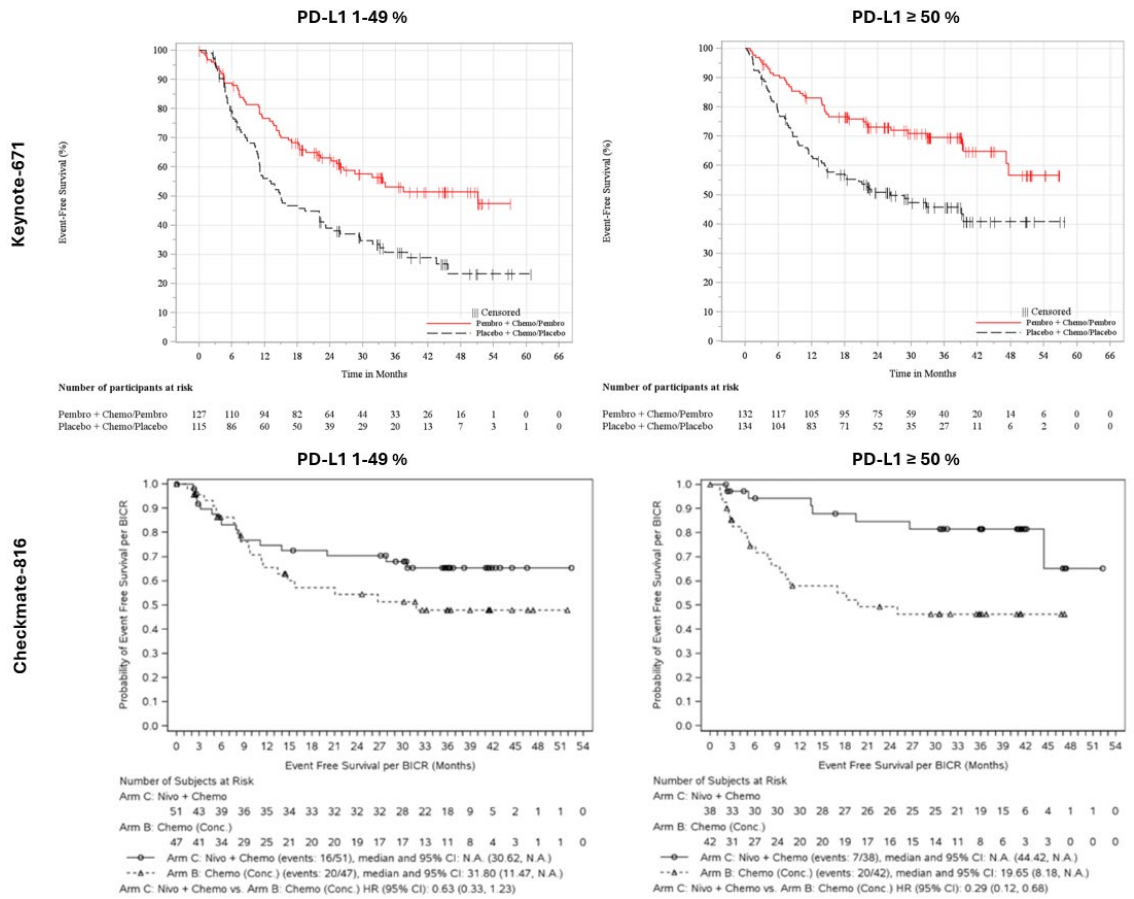 PD-L1 1-49 %
PD-L1 ≥ 50 %
Keynote-671
Event-Free Survival (%)
100
90
80
70
60
50
40
30
20
10
0
||| Censored
Pembro + Chemo/Pembro
Placebo + Chemo/Placebo
0 6 12 18 24 30 36 42 48 54 60 66
Time in Months
Number of participants at risk
Pembro + Chemo/Pembro 127 110 94 82 64 44 33 26 16 1 0 0
Placebo + Chemo/Placebo 115 86 60 50 39 29 20 13 7 3 1 0
Event-Free Survival (%)
100
90
80
70
60
50
40
30
20
10
0
||| Censored
Pembro + Chemo/Pembro
Placebo + Chemo/Placebo
0 6 12 18 24 30 36 42 48 54 60 66
Time in Months
Number of participants at risk
Pembro + Chemo/Pembro 132 117 105 95 75 59 40 20 14 6 0 0
Placebo + Chemo/Placebo 134 104 83 71 52 35 27 11 6 2 0 0
PD-L1 1-49 %
PD-L1 ≥ 50 %
Checkmate-816
Probability of Event Free Survival per BICR
1.0
0.9
0.8
0.7
0.6
0.5
0.4
0.3
0.2
0.1
0.0
0 3 6 9 12 15 18 21 24 27 30 33 36 39 42 45 48 51 54
Event Free Survival per BICR (Months)
Number of Subjects at Risk
Arm C: Nivo + Chemo
51 43 39 36 35 34 33 32 32 32 28 22 18 9 5 2 1 1 0
Arm B: Chemo (Conc.)
47 41 34 29 25 21 20 20 19 17 17 13 11 8 4 3 1 1 0
Arm C: Nivo + Chemo (events: 16/51), median and 95% CI: N.A. (30.62, N.A.)
Arm B: Chemo (Conc.) (events: 20/47), median and 95% CI: 31.80 (11.47, N.A.)
Arm C: Nivo + Chemo vs. Arm B: Chemo (Conc.) HR (95% CI): 0.63 (0.33, 1.23)
Probability of Event Free Survival per BICR
1.0
0.9
0.8
0.7
0.6
0.5
0.4
0.3
0.2
0.1
0.0
0 3 6 9 12 15 18 21 24 27 30 33 36 39 42 45 48 51 54
Event Free Survival per BICR (Months)
Number of Subjects at Risk
Arm C: Nivo + Chemo
38 33 30 30 30 28 27 26 26 25 25 21 19 15 6 4 1 1 0
Arm B: Chemo (Conc.)
42 31 27 24 20 20 19 17 16 15 14 11 8 6 3 3 0 0 0
Arm C: Nivo + Chemo (events: 7/38), median and 95% CI: N.A. (44.42, N.A.)
Arm B: Chemo (Conc.) (events: 20/42), median and 95% CI: 19.65 (8.18, N.A.)
Arm C: Nivo + Chemo vs. Arm B: Chemo (Conc.) HR (95% CI): 0.29 (0.12, 0.68)